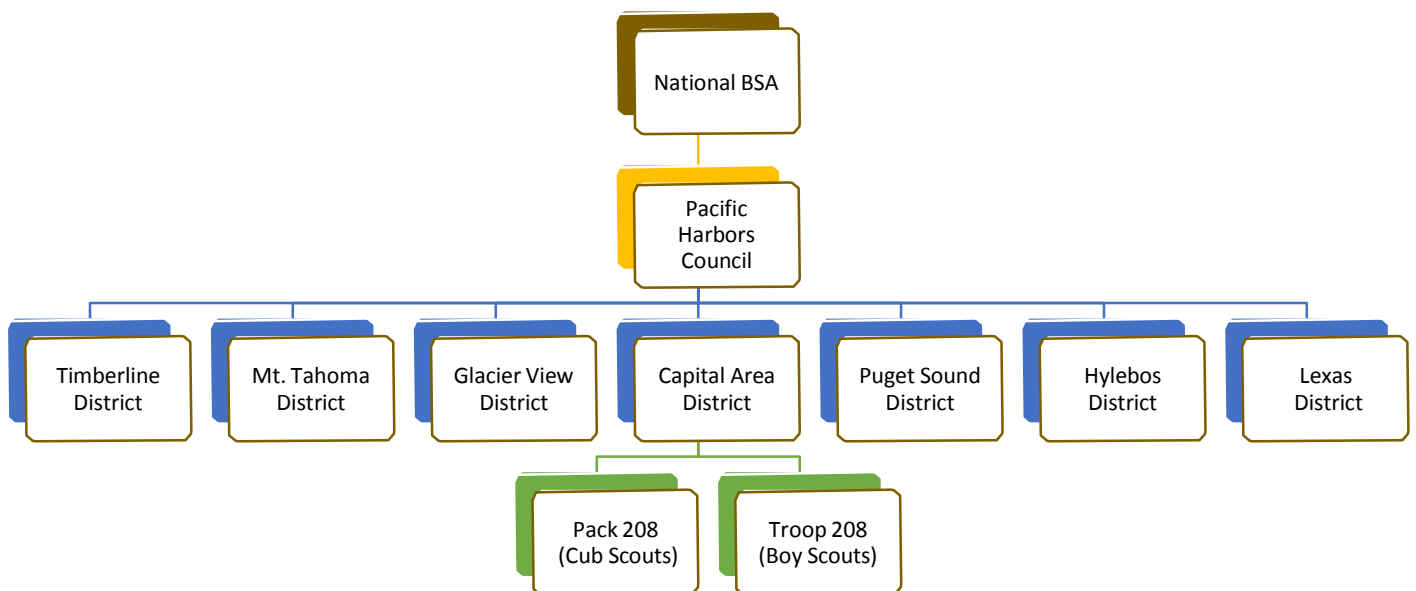 National BSA
Pacific
Harbors
Council
Timberline
District
Mt. Tahoma
District
Glacier View
District
Capital Area
District
Puget Sound
District
Hylebos
District
Lexas
District
Pack 208
(Cub Scouts)
Troop 208
(Boy Scouts)